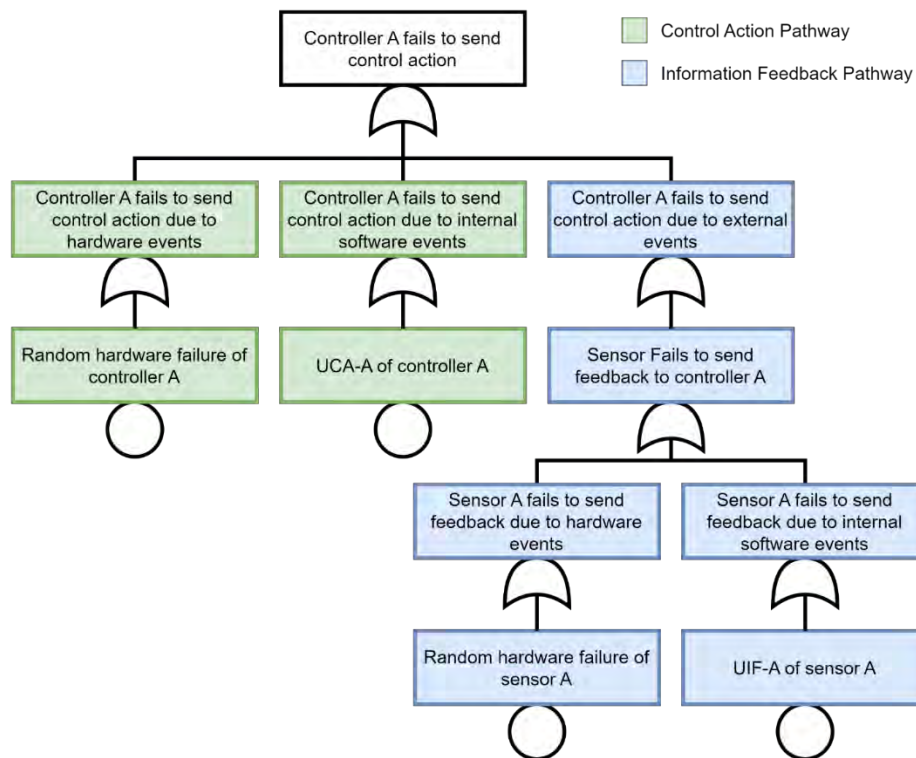 Controller A fails to send
control action
Control Action Pathway
Information Feedback Pathway
Controller A fails to send
control action due to
hardware events
Controller A fails to send
control action due to internal
software events
Controller A fails to send
control action due to external
events
Random hardware failure of
controller A
UCA-A of controller A
Sensor Fails to send
feedback to controller A
Sensor A fails to send
feedback due to hardware
events
Sensor A fails to send
feedback due to internal
software events
Random hardware failure of
sensor A
UIF-A of sensor A